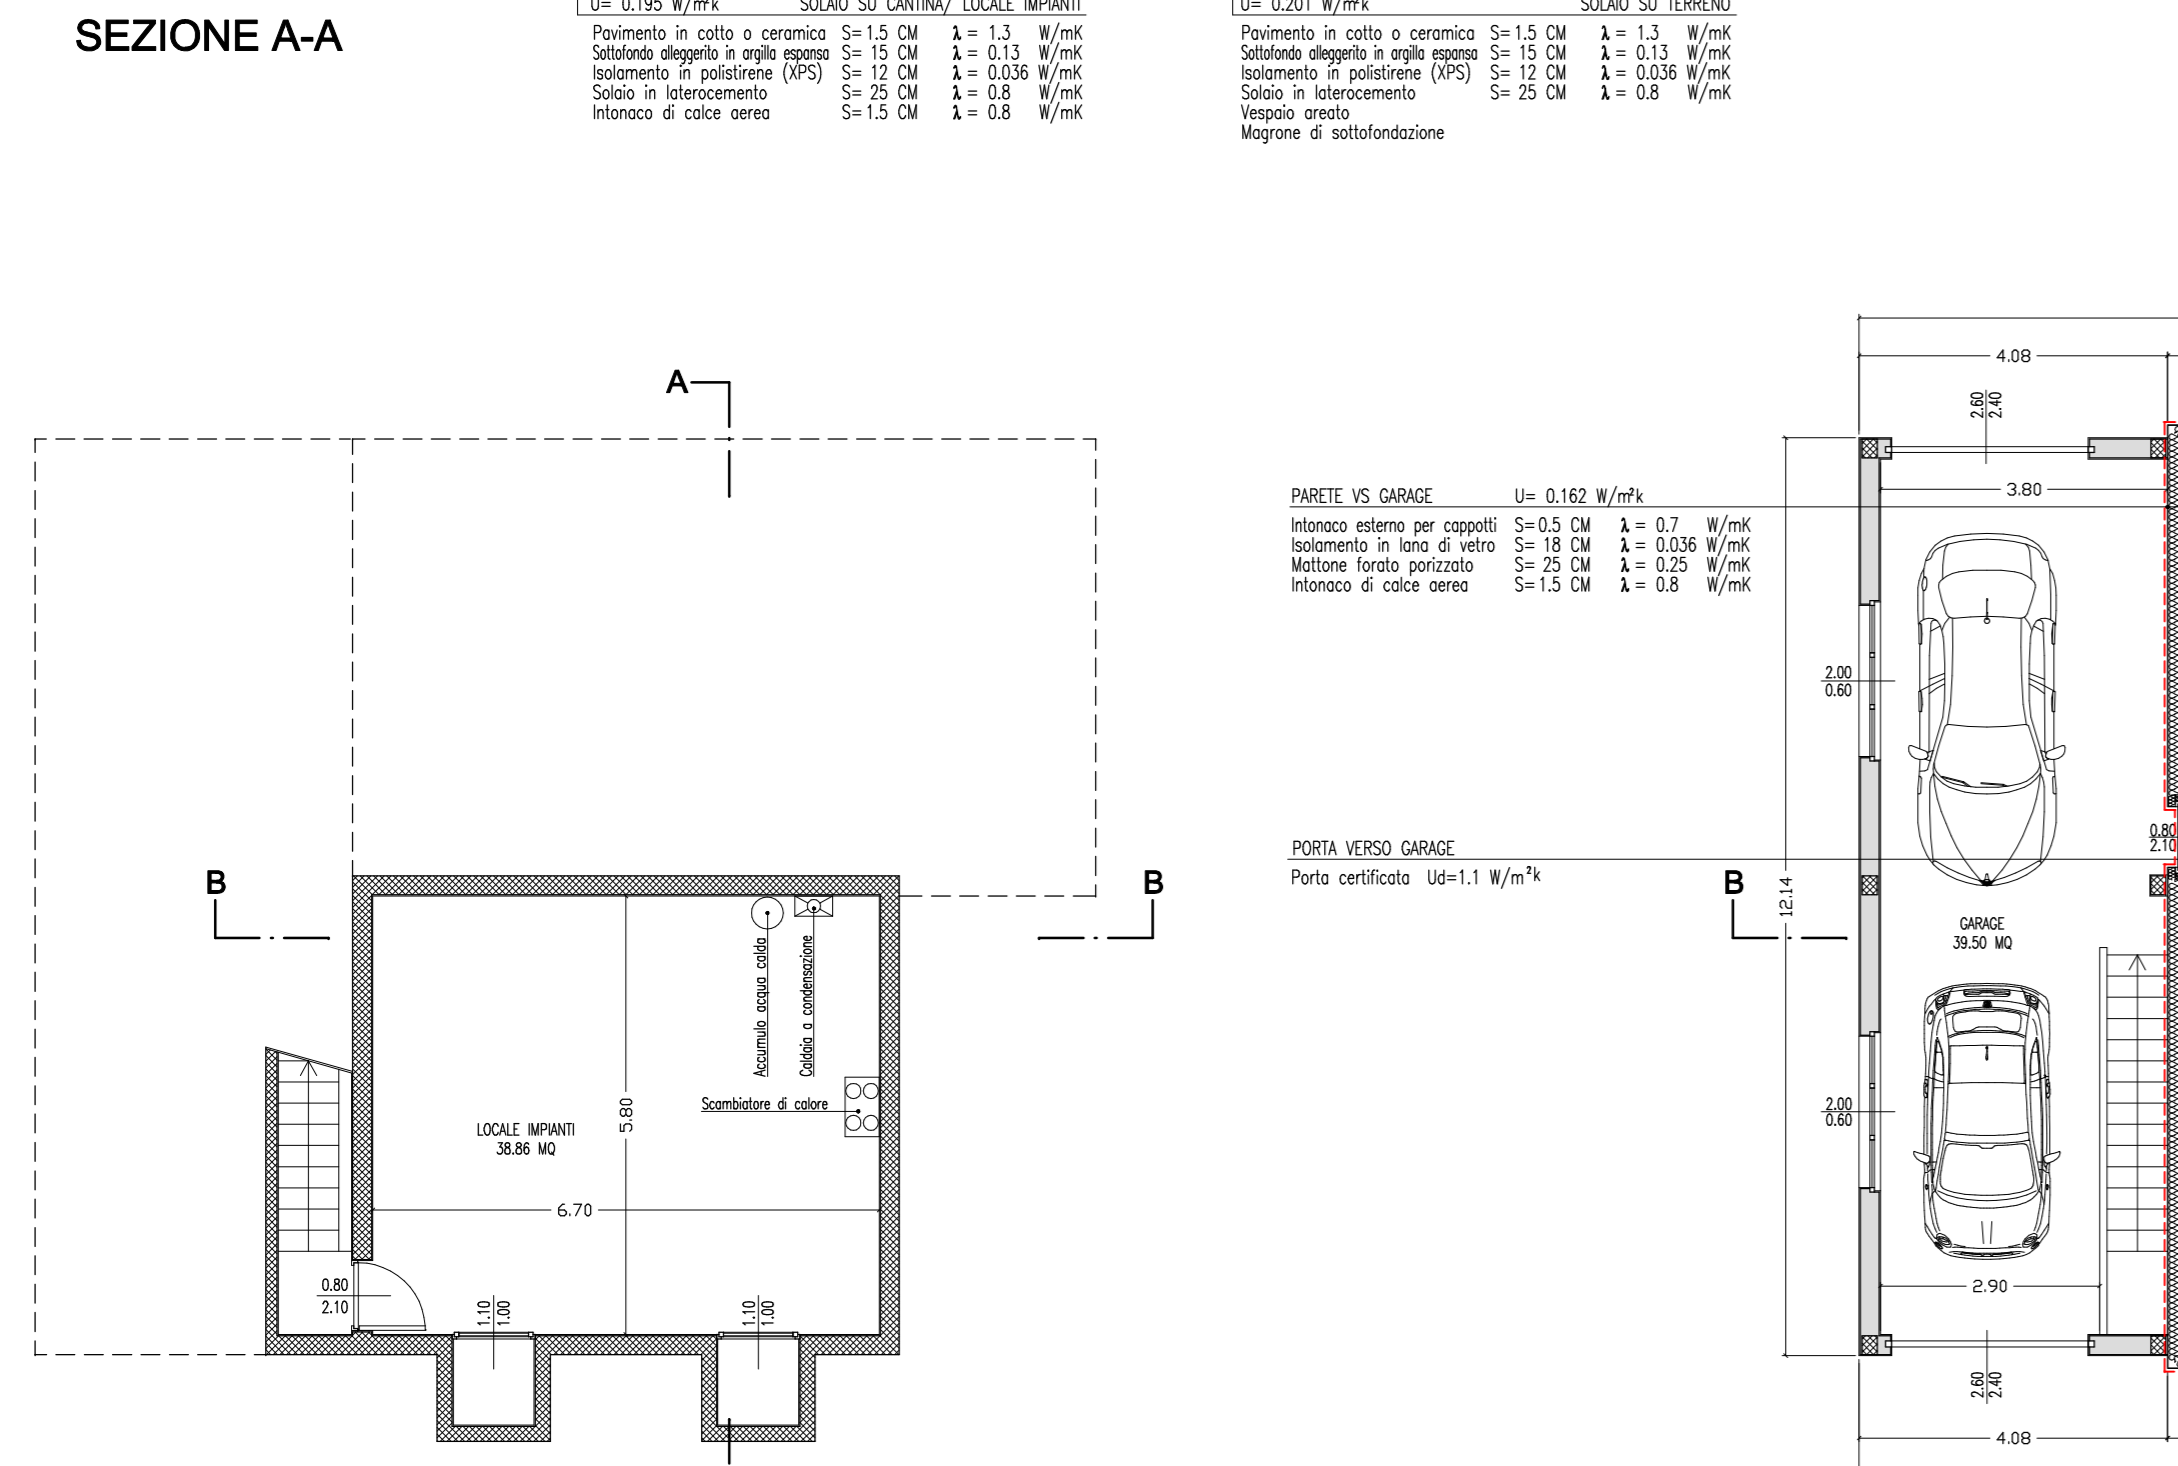 SEZIONE A-A
U= 0.195 W/m²k SOLAIO SU CANTINA/ LOCALE IMPIANTI
Pavimento in cotto o ceramica S=1.5 CM λ = 1.3 W/mK
Sottofondo alleggerito in argilla espansa S= 15 CM λ = 0.13 W/mK
Isolamento in polistirene (XPS) S= 12 CM λ = 0.036 W/mK
Solaio in laterocemento S= 25 CM λ = 0.8 W/mK
Intonaco di calce aerea S=1.5 CM λ = 0.8 W/mK
U= 0.201 W/m²k SOLAIO SU TERRENO
Pavimento in cotto o ceramica S=1.5 CM λ = 1.3 W/mK
Sottofondo alleggerito in argilla espansa S= 15 CM λ = 0.13 W/mK
Isolamento in polistirene (XPS) S= 12 CM λ = 0.036 W/mK
Solaio in laterocemento S= 25 CM λ = 0.8 W/mK
Vespaio areato
Magrone di sottofondazione
A
B
B
Accumulo acqua calda
Caldaia a condensazione
Scambiatore di calore
LOCALE IMPIANTI
38.86 MQ
5.80
6.70
0.80
2.10
1.10
1.00
1.10
1.00
PARETE VS GARAGE U= 0.162 W/m²k
Intonaco esterno per cappotti S=0.5 CM λ = 0.7 W/mK
Isolamento in lana di vetro S= 18 CM λ = 0.036 W/mK
Mattone forato porizzato S= 25 CM λ = 0.25 W/mK
Intonaco di calce aerea S=1.5 CM λ = 0.8 W/mK
PORTA VERSO GARAGE
Porta certificata Ud=1.1 W/m²k
4.08
2.60
2.40
3.80
2.00
0.60
0.80
2.10
B
12.14
GARAGE
39.50 MQ
2.00
0.60
2.90
2.60
2.40
4.08